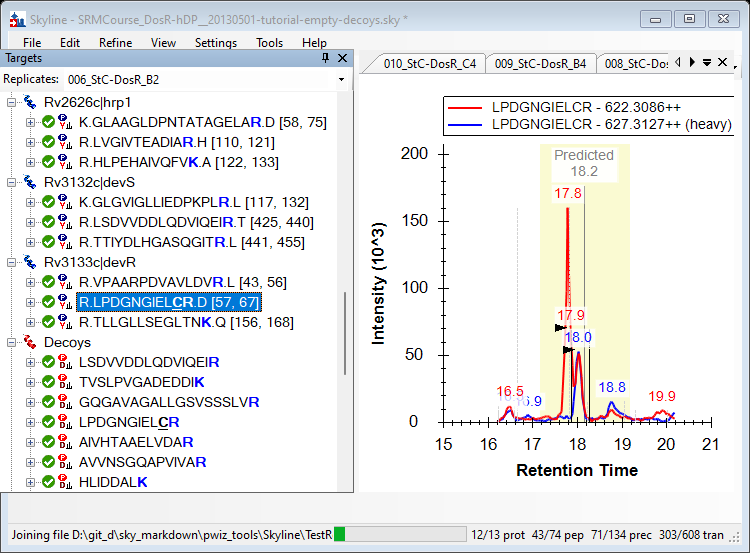 Skyline - SRMCourse_DosR-hDP__20130501-tutorial-empty-decoys.sky *
File Edit Refine View Settings Tools Help
Targets
Replicates: 006_StC-DosR_B2
Rv2626c|hrp1
K.GLAAGLDPNTATAGELAR.D [58, 75]
R.LVGIVTEADIAR.H [110, 121]
R.HLPEHAIVQFVK.A [122, 133]
Rv3132c|devS
K.GLGVIGLLIEDPKPLR.L [117, 132]
R.LSDVVDDLQDVIQEIR.T [425, 440]
R.TTIYDLHGASQGITR.L [441, 455]
Rv3133c|devR
R.VPAARPDVAVLDVR.L [43, 56]
R.LPDGNGIELCR.D [57, 67]
R.TLLGLLSEGLTNK.Q [156, 168]
Decoys
LSDVVDDLQDVIQEIR
TVSLPVGADEDDIK
GQGAVAGALLGSVSSSLVR
LPDGNGIELCR
AIVHTAAELVDAR
AVVNSGQAPVIVAR
HLIDDALK
010_StC-DosR_C4 009_StC-DosR_B4 008_StC-Dos
LPDGNGIELCR - 622.3086++
LPDGNGIELCR - 627.3127++ (heavy)
Predicted
18.2
17.8
17.9
18.0
16.5
18.8
19.9
Intensity (10^3)
200
150
100
50
0
15 16 17 18 19 20 21
Retention Time
Joining file D:\git_d\sky_markdown\pwiz_tools\Skyline\TestR
12/13 prot 43/74 pep 71/134 prec 303/608 tran